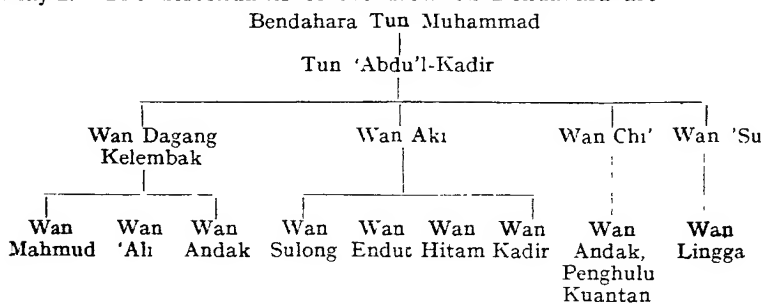 Bendahara Tun Muhammad
Tun ‘Abdu’l-Kadir
Wan Dagang Wan Aki Wan Chi’ Wan ’Su
Kelembak
Wan Wan Wan Wan Wan Wan Wan Wan Wan
Mahmud ‘Ali Andak Sulong Endut Hitam Kadir Andak, Lingga
Penghulu
Kuantan